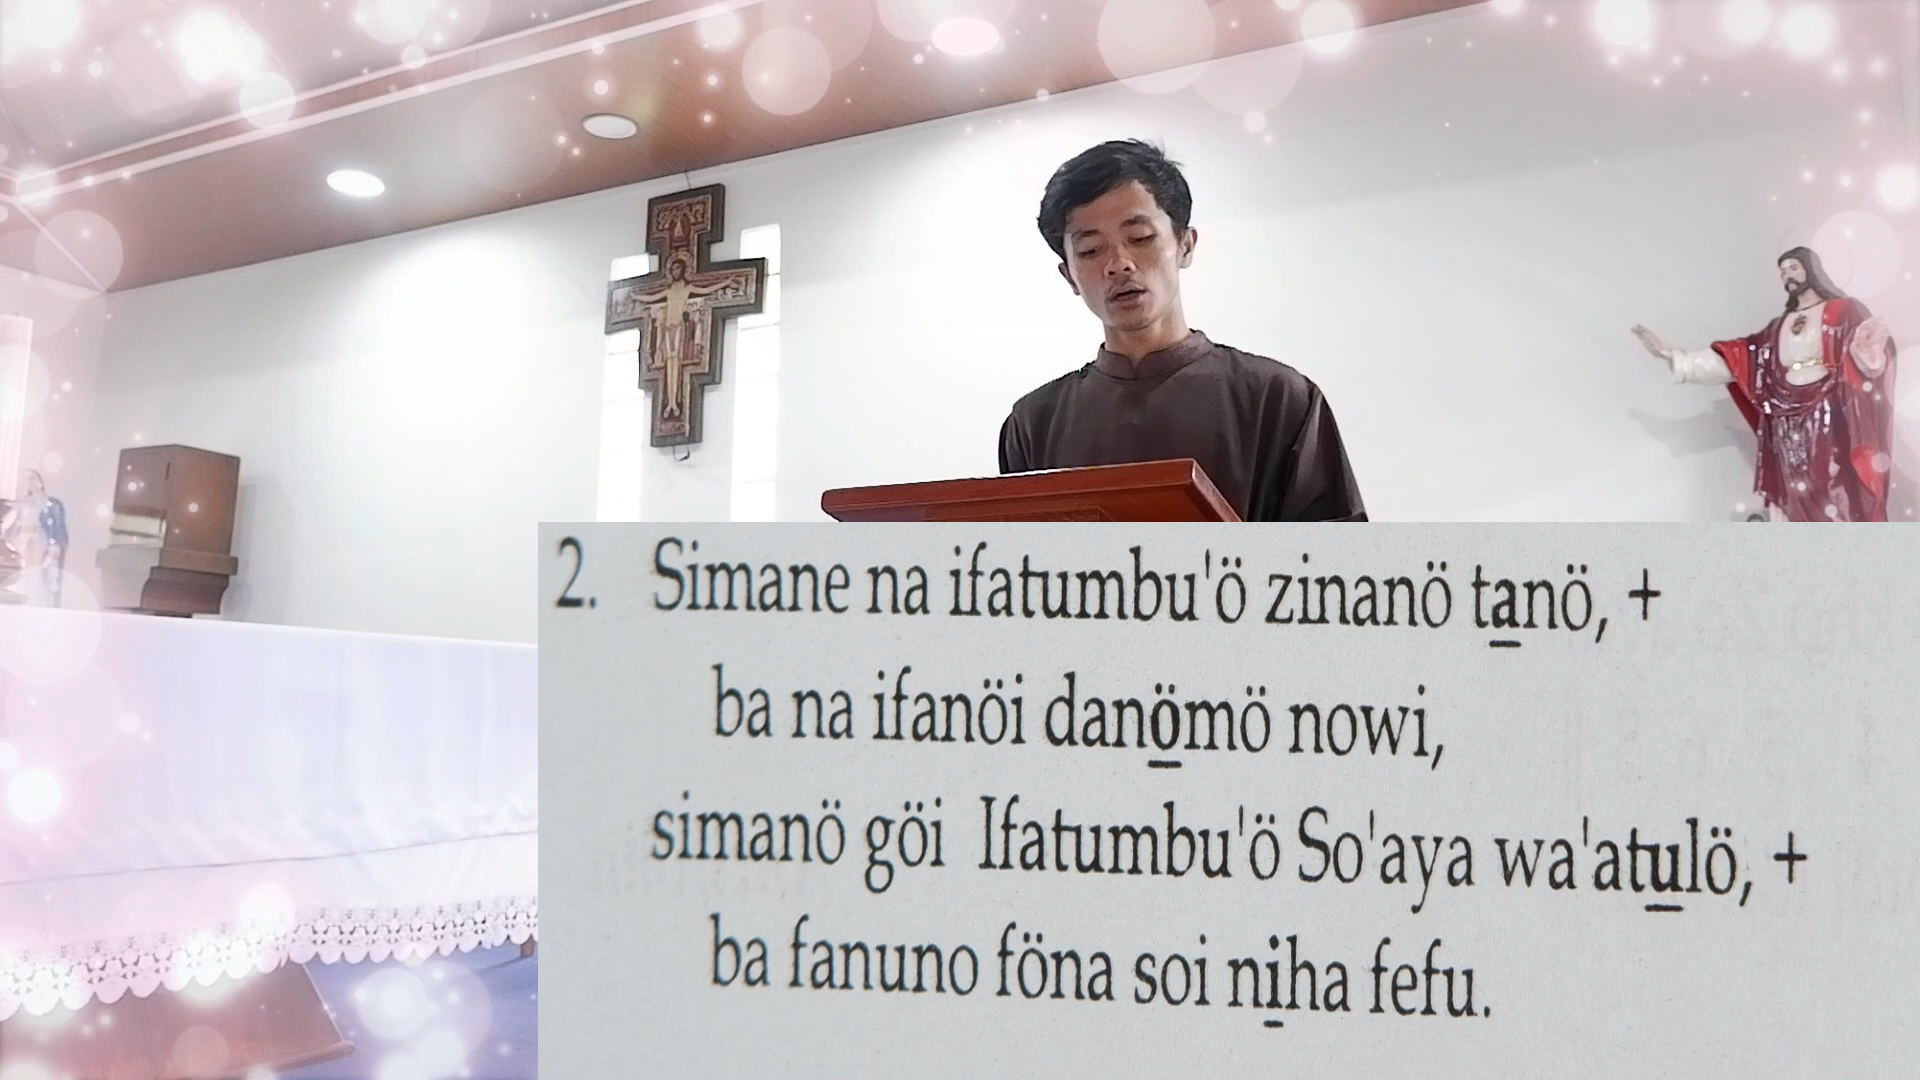 2. Simane na ifatumbu'ö zinanö tanö, +
ba na ifanöi danömö nowi,
simanö göi Ifatumbu'ö So'aya wa'atulö, +
ba fanuno föna soi niha fefu.